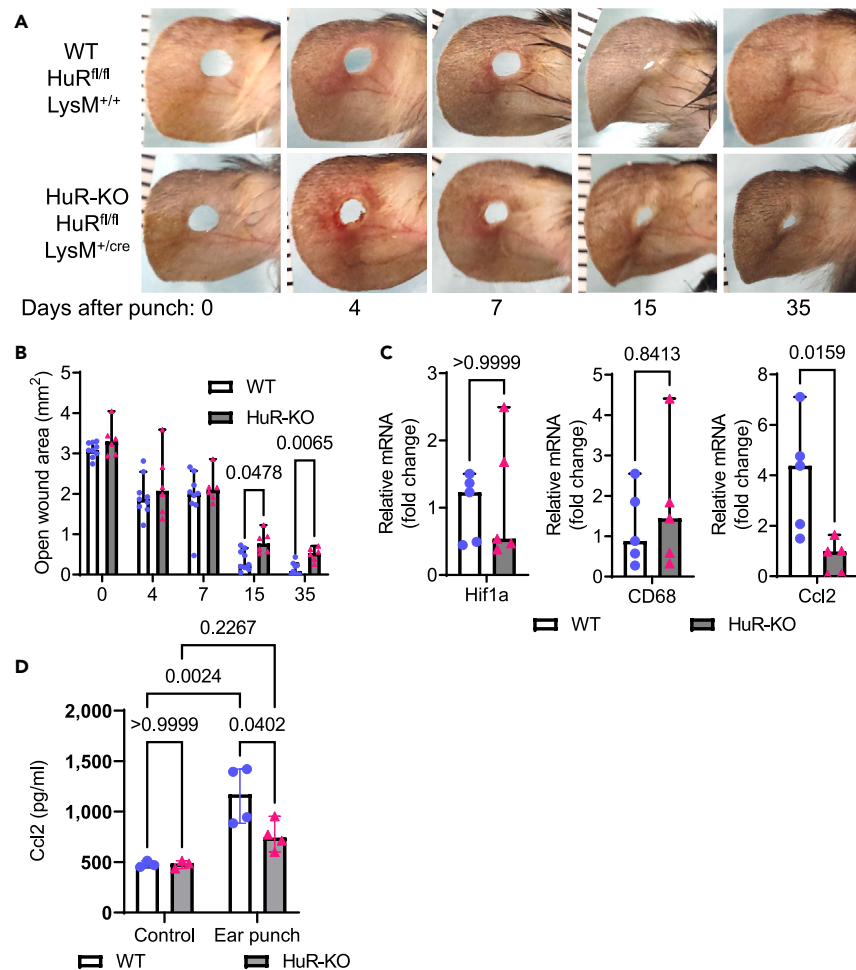 A
WT
HuRfl/fl
LysM+/+
HuR-KO
HuRfl/fl
LysM+/cre
Days after punch: 0 4 7 15 35
B
Open wound area (mm2)
5
4
3
2
1
0
WT
HuR-KO
0.0478
0.0065
0 4 7 15 35
C
>0.9999
Relative mRNA
(fold change)
3
2
1
0
Hif1a
0.8413
Relative mRNA
(fold change)
5
4
3
2
1
0
CD68
0.0159
Relative mRNA
(fold change)
8
6
4
2
0
Ccl2
WT HuR-KO
D
0.2267
0.0024
>0.9999
0.0402
Ccl2 (pg/ml)
2,000
1,500
1,000
500
0
Control Ear punch
WT HuR-KO